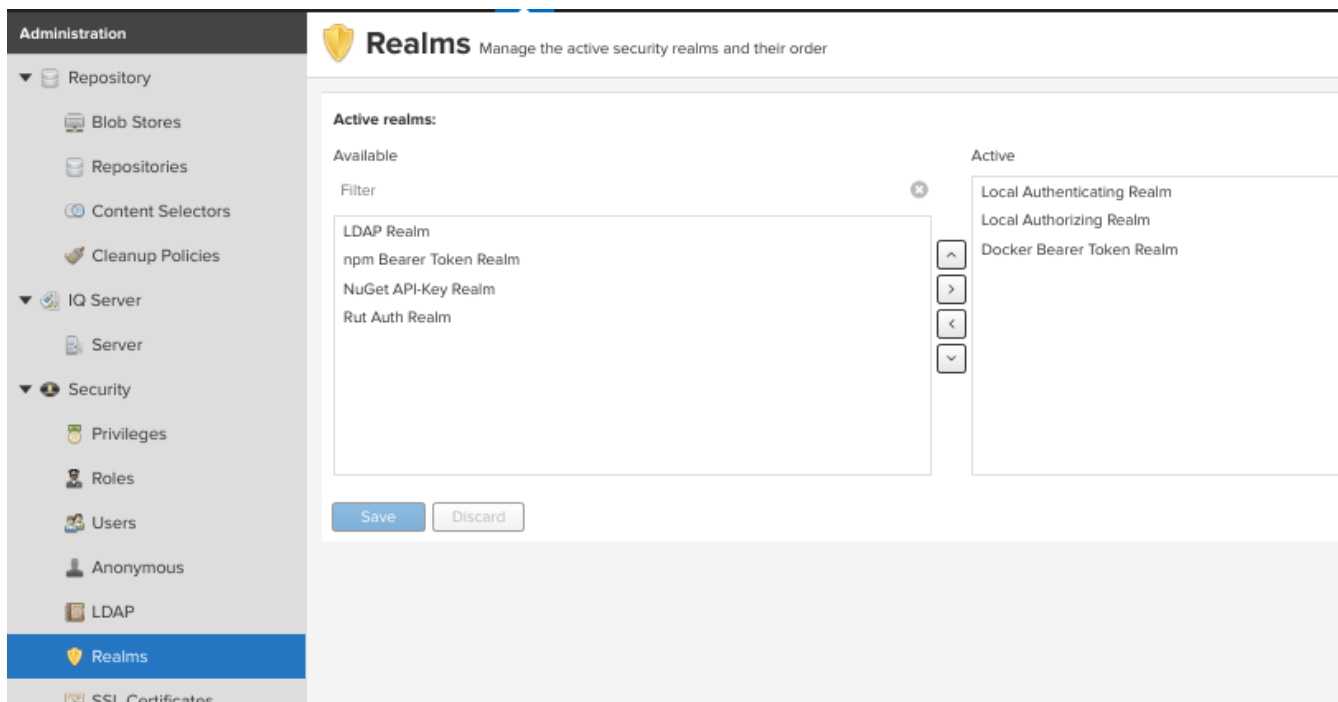 Administration
Repository
Blob Stores
Repositories
Content Selectors
Cleanup Policies
IQ Server
Server
Security
Privileges
Roles
Users
Anonymous
LDAP
Realms
SSL Certificates
Realms Manage the active security realms and their order
Active realms:
Available
Filter
LDAP Realm
npm Bearer Token Realm
NuGet API-Key Realm
Rut Auth Realm
Active
Local Authenticating Realm
Local Authorizing Realm
Docker Bearer Token Realm
Save Discard